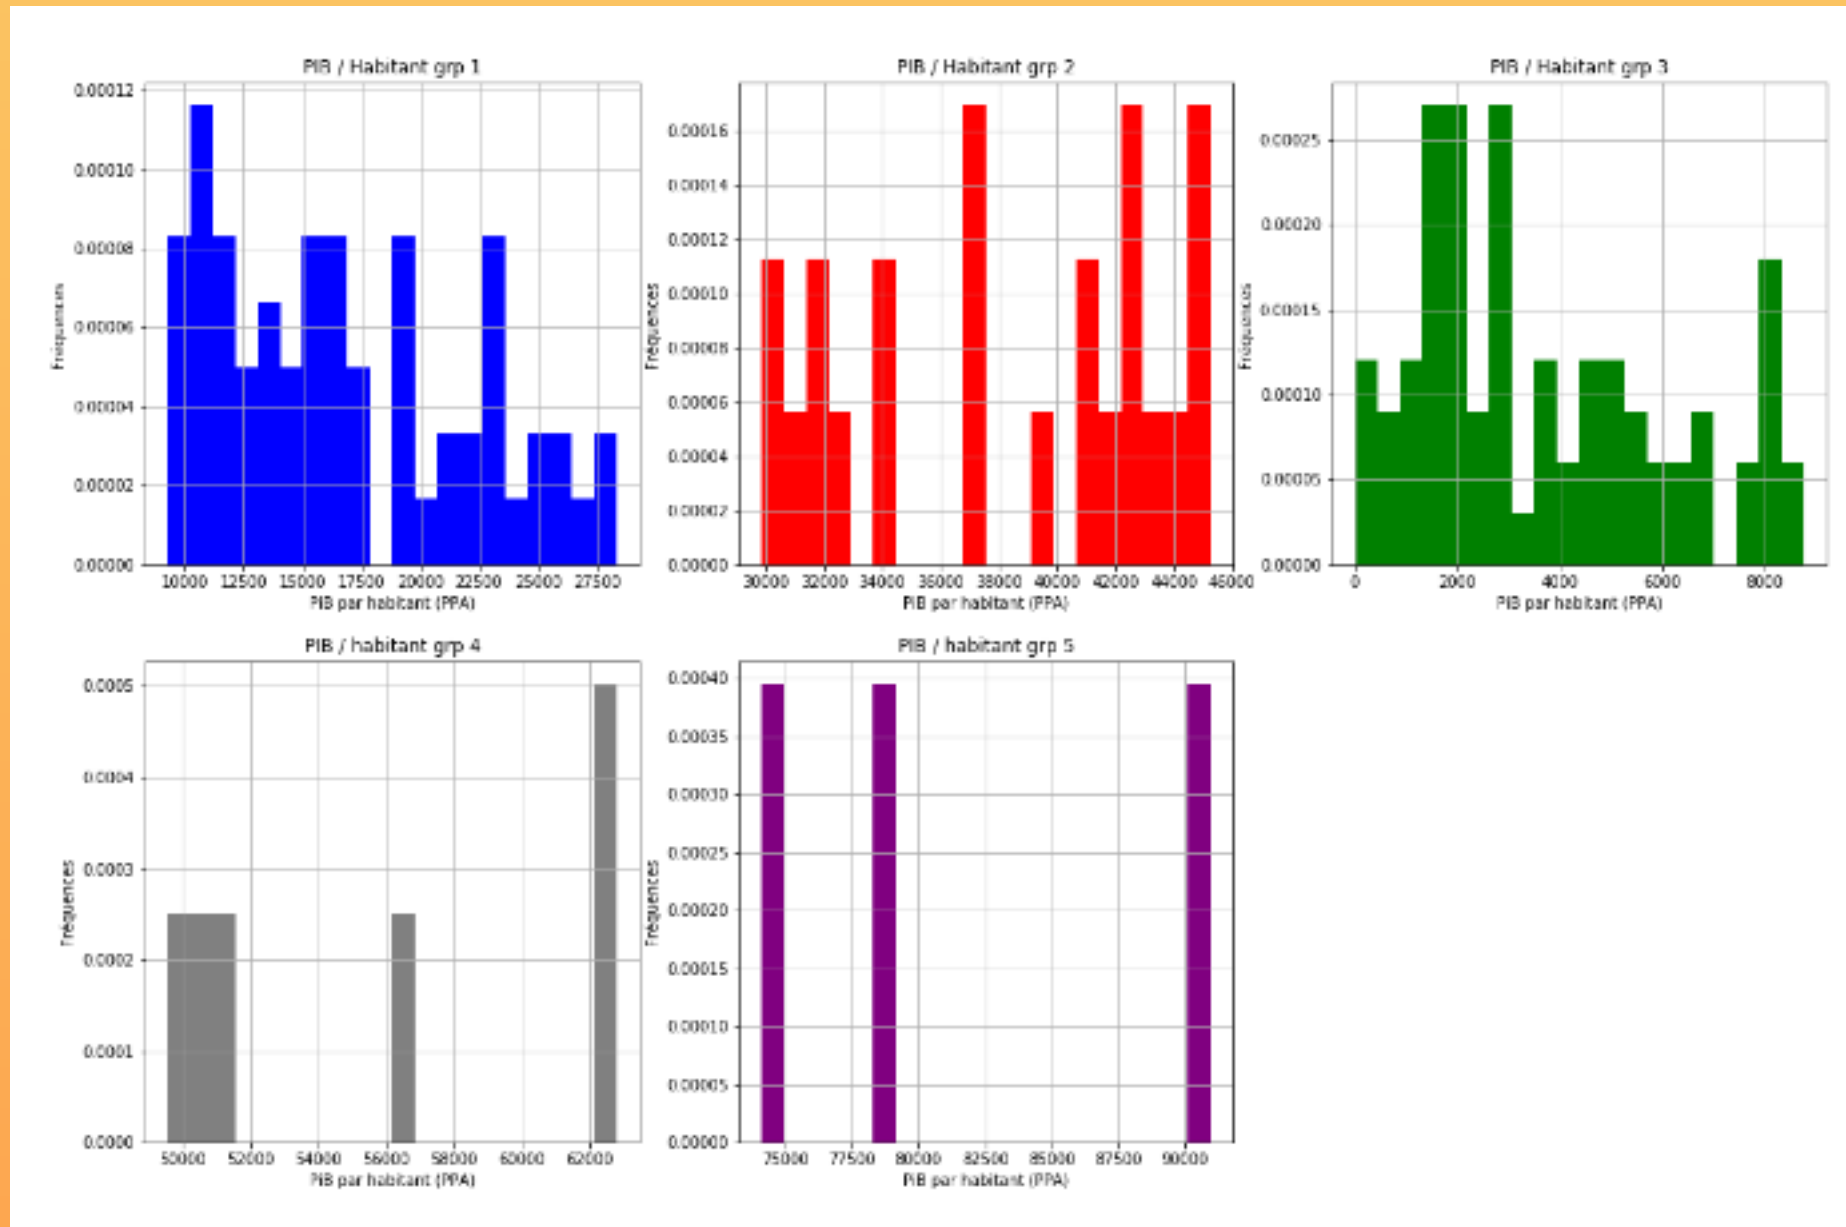 PIB / Habitant grp 1
0.00012
0.00010
0.00008
0.00006
0.00004
0.00002
0.00000
Fréquences
10000 12500 15000 17500 20000 22500 25000 27500
PiB par habitant (PPA)
PIB / Habitant grp 2
0.00016
0.00014
0.00012
0.00010
0.00008
0.00006
0.00004
0.00002
0.00000
Fréquences
30000 32000 34000 36000 38000 40000 42000 44000 46000
PiB par habitant (PPA)
PIB / Habitant grp 3
0.00025
0.00020
0.00015
0.00010
0.00005
0.00000
Fréquences
0 2000 4000 6000 8000
PiB par habitant (PPA)
PIB / habitant grp 4
0.0005
0.0004
0.0003
0.0002
0.0001
0.0000
Fréquences
50000 52000 54000 56000 58000 60000 62000
PiB par habitant (PPA)
PIB / habitant grp 5
0.00040
0.00035
0.00030
0.00025
0.00020
0.00015
0.00010
0.00005
0.00000
Fréquences
75000 77500 80000 82500 85000 87500 90000
PiB par habitant (PPA)